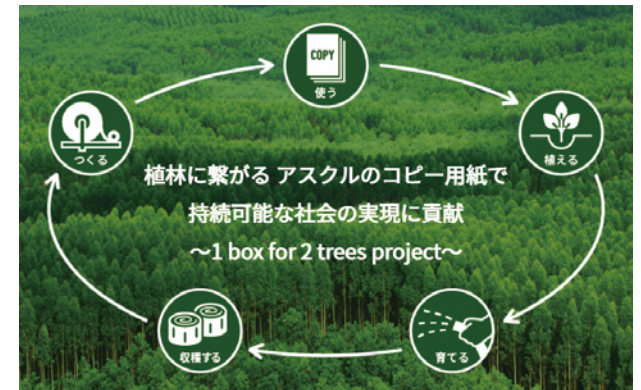 COPY
使う
つくる
植える
植林に繋がる アスクルのコピー用紙で
持続可能な社会の実現に貢献
～1 box for 2 trees project～
収穫する
育てる